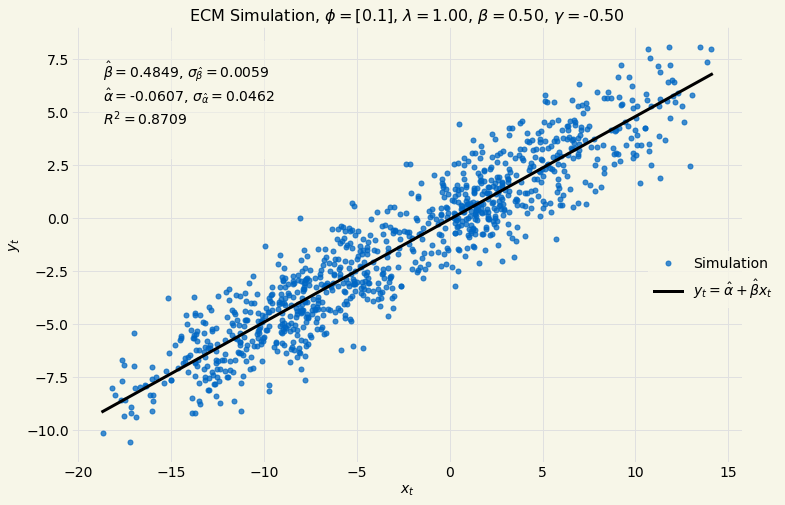 ECM Simulation, ϕ = [0.1], λ = 1.00, β = 0.50, γ = -0.50
7.5
5.0
2.5
0.0
−2.5
−5.0
−7.5
−10.0
y_t
β̂ = 0.4849, σ_β̂ = 0.0059
α̂ = -0.0607, σ_α̂ = 0.0462
R² = 0.8709
Simulation
y_t = α̂ + β̂x_t
−20 −15 −10 −5 0 5 10 15
x_t